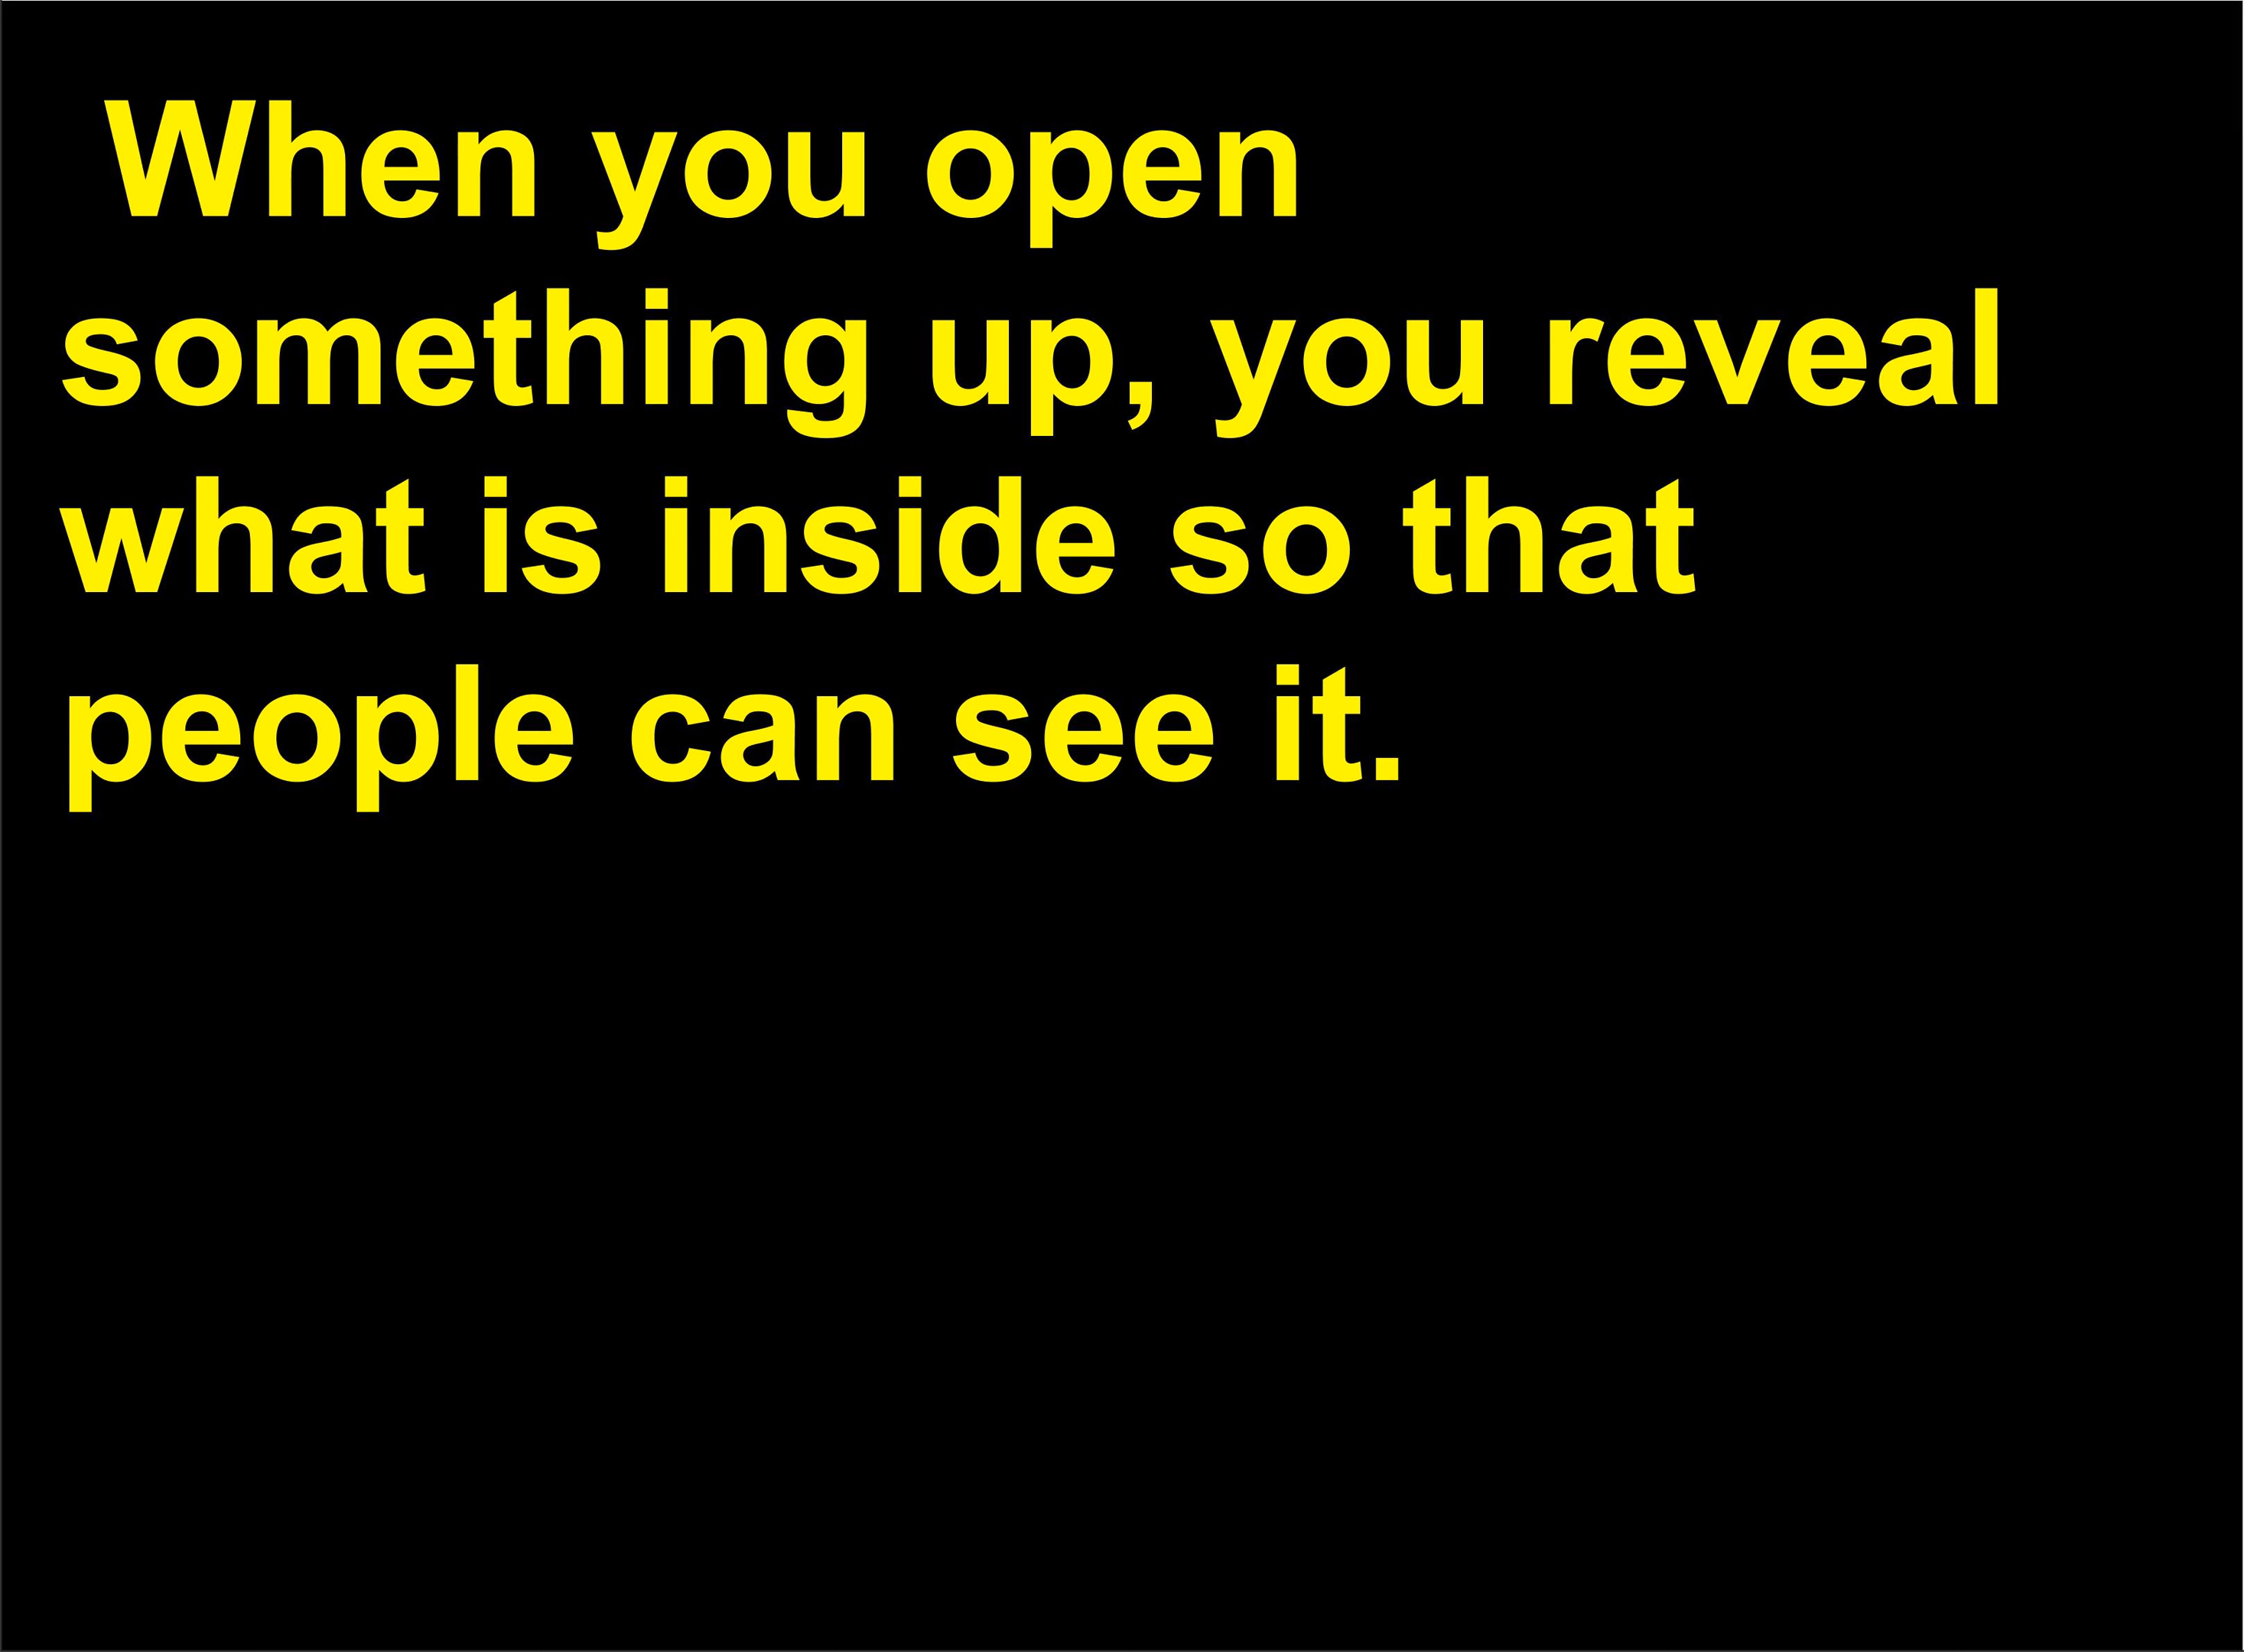 When you open
something up, you reveal
what is inside so that
people can see it.